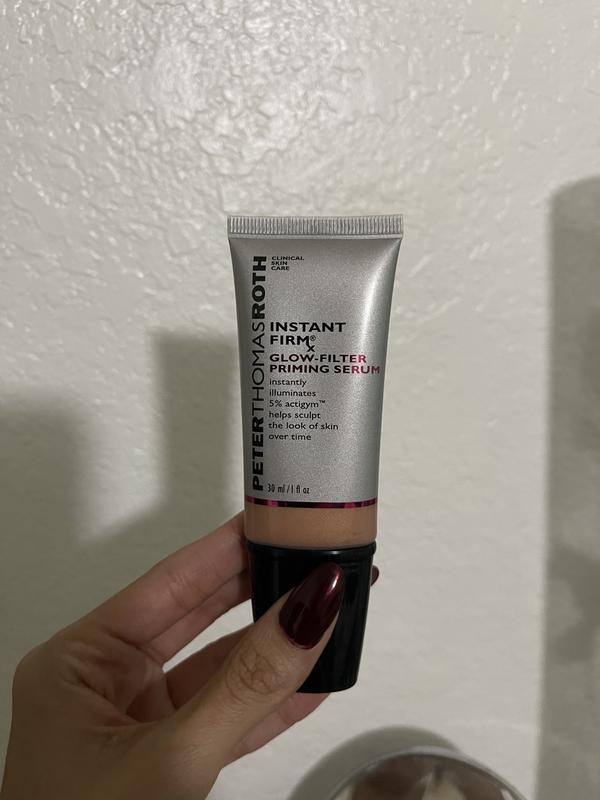 PETERTHOMASROTH
CLINICAL
SKIN
CARE
INSTANT
FIRM®
x
GLOW-FILTER
PRIMING SERUM
instantly
illuminates
5% actigym™
helps sculpt
the look of skin
over time
30 ml / 1 fl oz